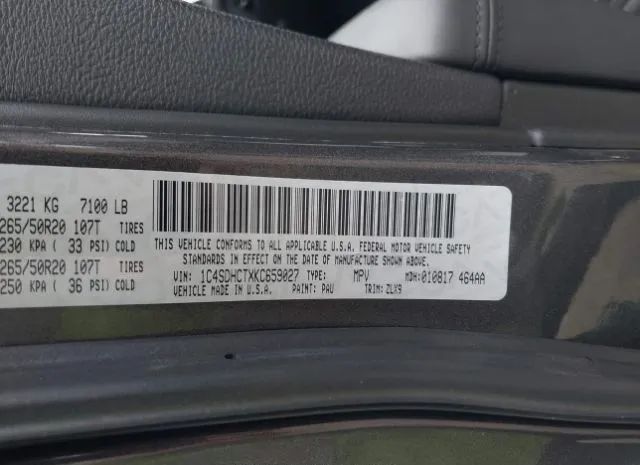 3221 KG 7100 LB
265/50R20 107T TIRES
230 KPA ( 33 PSI) COLD
265/50R20 107T TIRES
250 KPA ( 36 PSI) COLD
THIS VEHICLE CONFORMS TO ALL APPLICABLE U.S.A. FEDERAL MOTOR VEHICLE SAFETY
STANDARDS IN EFFECT ON THE DATE OF MANUFACTURE SHOWN ABOVE.
VIN: 1C4SDHCTXKC659027 TYPE: MPV MDH:010817 464AA
VEHICLE MADE IN U.S.A. PAINT: PAU TRIM: ZLX9